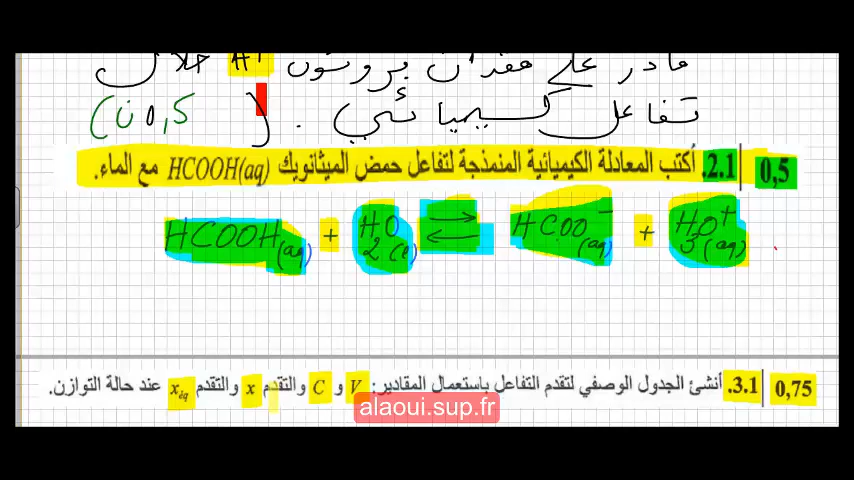 قادر على فقدان بروتون H+ خلال
تفاعل كيميائي . (0,5 ن)
0,5 | 2.1. أكتب المعادلة الكيميائية المنمذجة لتفاعل حمض الميثانويك HCOOH(aq) مع الماء.
HCOOH(aq) + H2O(l) ⇌ HCOO-(aq) + H3O+(aq)
0,75 | 3.1. أنشئ الجدول الوصفي لتقدم التفاعل باستعمال المقادير: V و C والتقدم x والتقدم xéq عند حالة التوازن.
alaoui.sup.fr